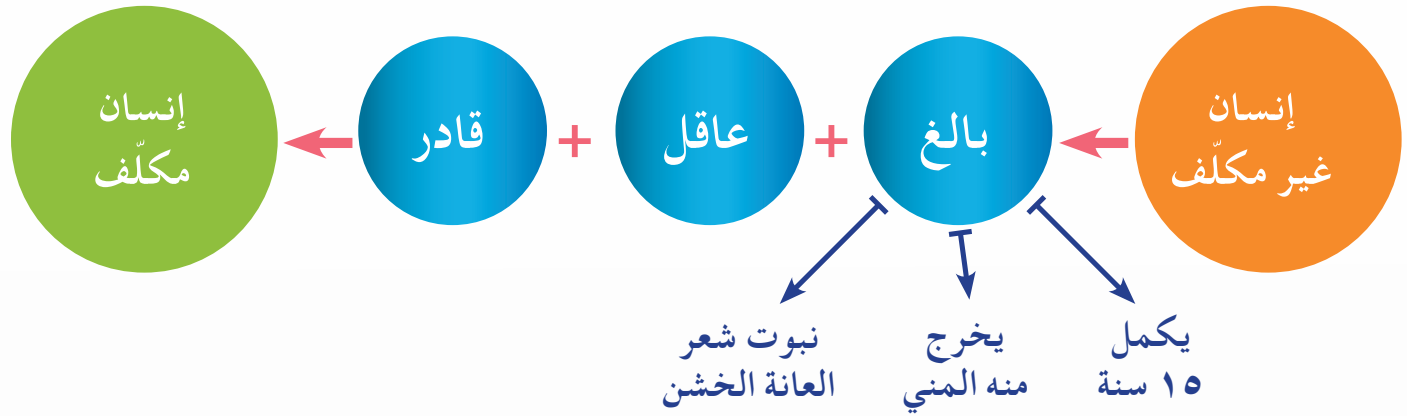 إنسان
غير مكلّف
بالغ
+
عاقل
+
قادر
إنسان
مكلّف
يكمل
١٥ سنة
يخرج
منه المني
نبوت شعر
العانة الخشن